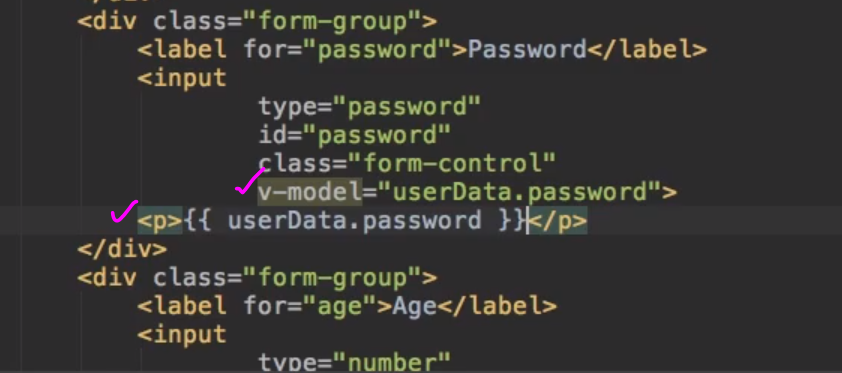 </div>
<div class="form-group">
<label for="password">Password</label>
<input
type="password"
id="password"
class="form-control"
v-model="userData.password">
<p>{{ userData.password }}</p>
</div>
<div class="form-group">
<label for="age">Age</label>
<input
type="number"